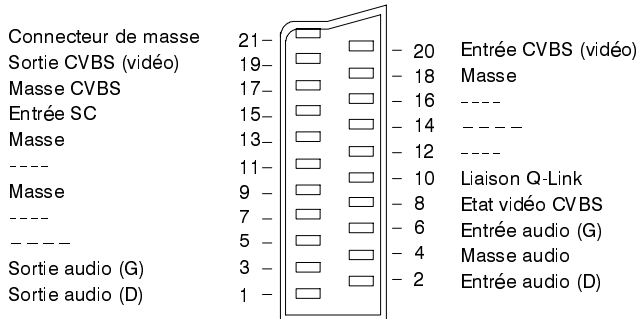 Connecteur de masse 21
Sortie CVBS (vidéo) 19
Masse CVBS 17
Entrée SC 15
Masse 13
---- 11
Masse 9
---- 7
---- 5
Sortie audio (G) 3
Sortie audio (D) 1
20 Entrée CVBS (vidéo)
18 Masse
16 ----
14 ----
12 ----
10 Liaison Q-Link
8 Etat vidéo CVBS
6 Entrée audio (G)
4 Masse audio
2 Entrée audio (D)